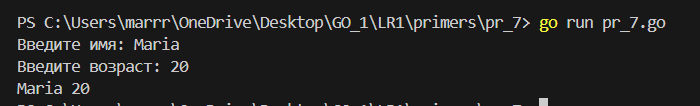 PS C:\Users\marrr\OneDrive\Desktop\GO_1\LR1\primers\pr_7> go run pr_7.go
Введите имя: Maria
Введите возраст: 20
Maria 20